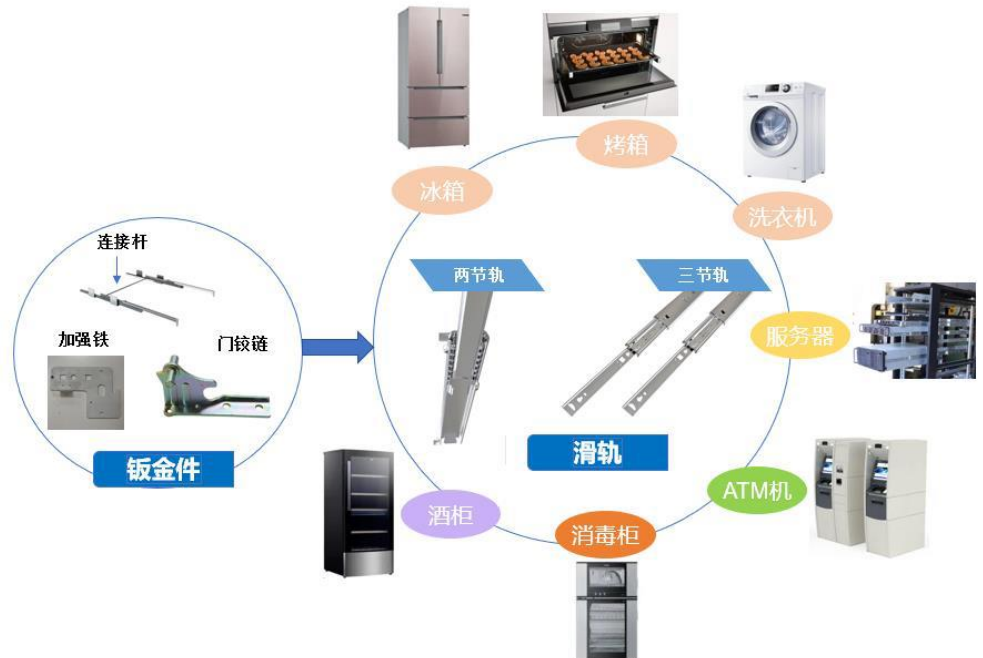 烤箱
冰箱
洗衣机
连接杆
两节轨
三节轨
加强铁
门铰链
服务器
滑轨
钣金件
ATM机
酒柜
消毒柜